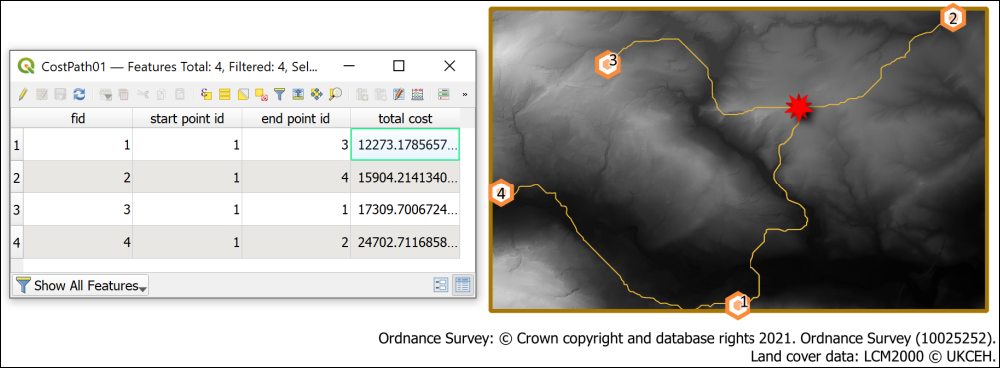 CostPath01 — Features Total: 4, Filtered: 4, Sel...
»
fid start point id end point id total cost
1 1 1 3 12273.1785657...
2 2 1 4 15904.2141340...
3 3 1 1 17309.7006724...
4 4 1 2 24702.7116858...
Show All Features
2
3
4
1
Ordnance Survey: © Crown copyright and database rights 2021. Ordnance Survey (10025252).
Land cover data: LCM2000 © UKCEH.